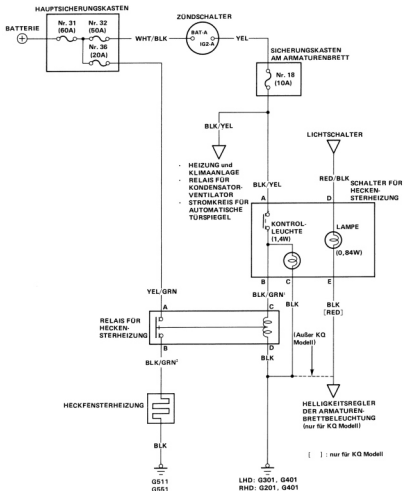 HAUPTSICHERUNGSKASTEN
BATTERIE
Nr. 31
(60A)
Nr. 32
(50A)
Nr. 36
(20A)
WHT/BLK
ZÜNDSCHALTER
BAT-A
IG2-A
YEL
SICHERUNGSKASTEN
AM ARMATURENBRETT
Nr. 18
(10A)
BLK/YEL
· HEIZUNG und
KLIMAANLAGE
· RELAIS FÜR
KONDENSATOR-
VENTILATOR
· STROMKREIS FÜR
AUTOMATISCHE
TÜRSPIEGEL
LICHTSCHALTER
RED/BLK
BLK/YEL
A
D
SCHALTER FÜR
HECKEN-
STERHEIZUNG
KONTROL-
LEUCHTE
(1,4W)
LAMPE
(0,84W)
B
C
E
YEL/GRN
BLK/GRN
BLK
BLK
[RED]
A
C
RELAIS FÜR
HECKEN-
STERHEIZUNG
B
D
BLK/GRN
BLK
(Außer KQ
Modell)
HECKFENSTERHEIZUNG
HELLIGKEITSREGLER
DER ARMATUREN-
BRETTBELEUCHTUNG
(nur für KQ Modell)
BLK
[ ] : nur für KQ Modell
G511
G551
LHD: G301, G401
RHD: G201, G401